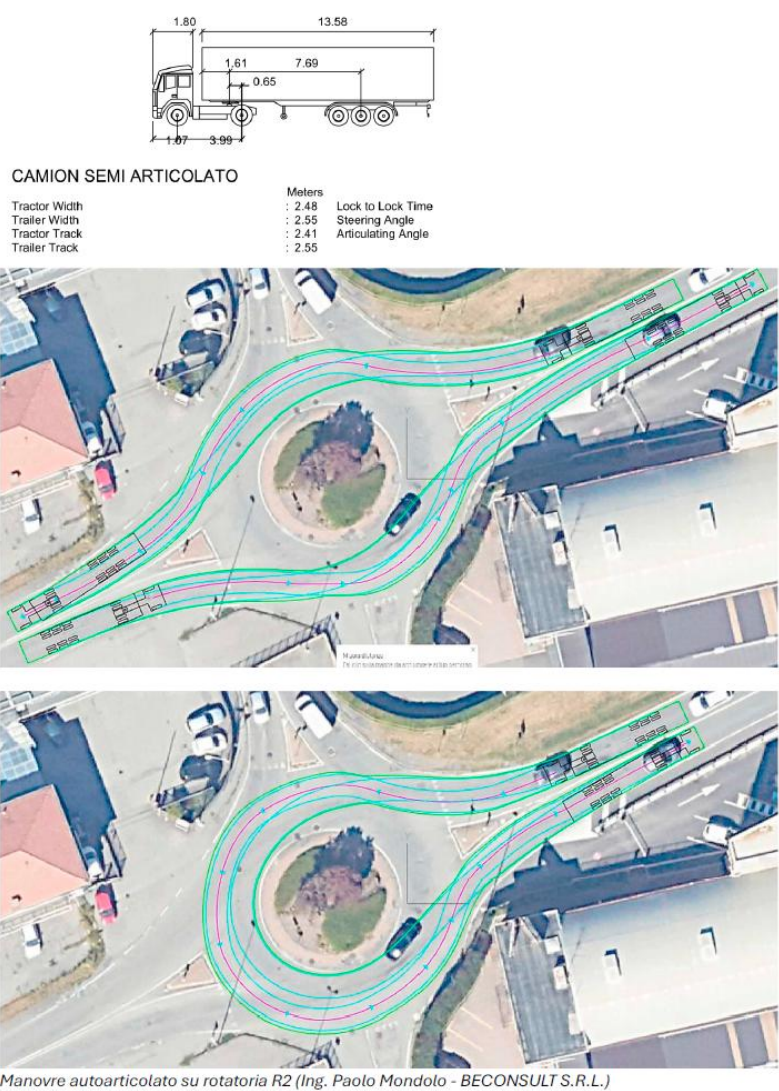 1.80 13.58
1.61 7.69
0.65
1.07 3.99
CAMION SEMI ARTICOLATO
Meters
Tractor Width : 2.48 Lock to Lock Time
Trailer Width : 2.55 Steering Angle
Tractor Track : 2.41 Articulating Angle
Trailer Track : 2.55
Manovre autoarticolato su rotatoria R2 (Ing. Paolo Mondolo - BECONSULT S.R.L.)